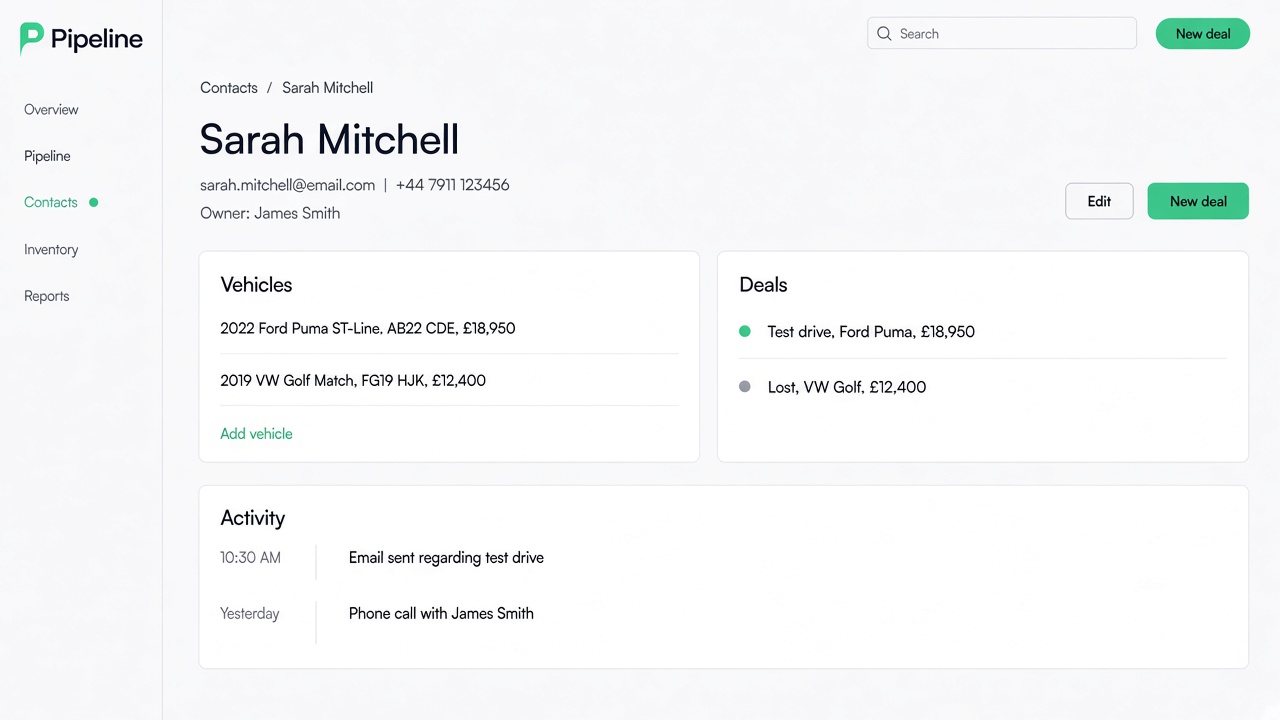 Pipeline
Search
New deal
Overview
Pipeline
Contacts
Inventory
Reports
Contacts / Sarah Mitchell
Sarah Mitchell
sarah.mitchell@email.com | +44 7911 123456
Owner: James Smith
Edit
New deal
Vehicles
2022 Ford Puma ST-Line. AB22 CDE, £18,950
2019 VW Golf Match, FG19 HJK, £12,400
Add vehicle
Deals
Test drive, Ford Puma, £18,950
Lost, VW Golf, £12,400
Activity
10:30 AM Email sent regarding test drive
Yesterday Phone call with James Smith